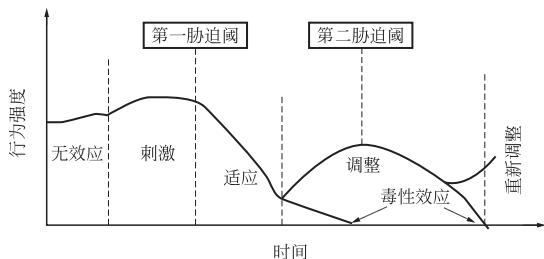 第一胁迫阈
第二胁迫阈
行为强度
无效应
刺激
适应
调整
毒性效应
重新调整
时间